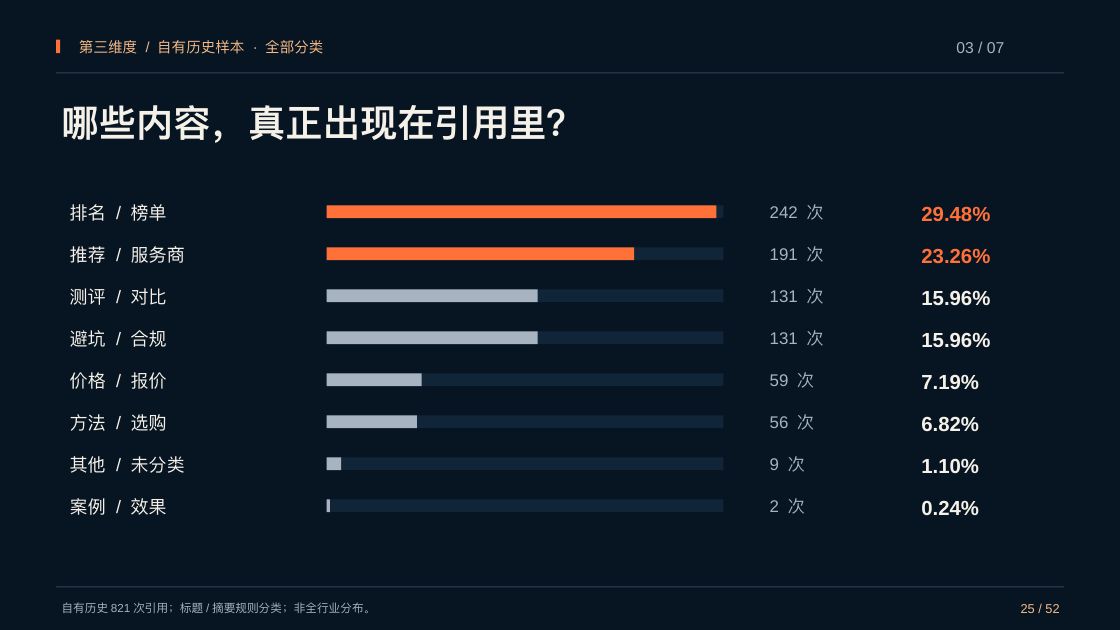 第三维度 / 自有历史样本 · 全部分类
03 / 07
哪些内容，真正出现在引用里?
排名 / 榜单 242 次 29.48%
推荐 / 服务商 191 次 23.26%
测评 / 对比 131 次 15.96%
避坑 / 合规 131 次 15.96%
价格 / 报价 59 次 7.19%
方法 / 选购 56 次 6.82%
其他 / 未分类 9 次 1.10%
案例 / 效果 2 次 0.24%
自有历史 821 次引用；标题 / 摘要规则分类；非全行业分布。
25 / 52